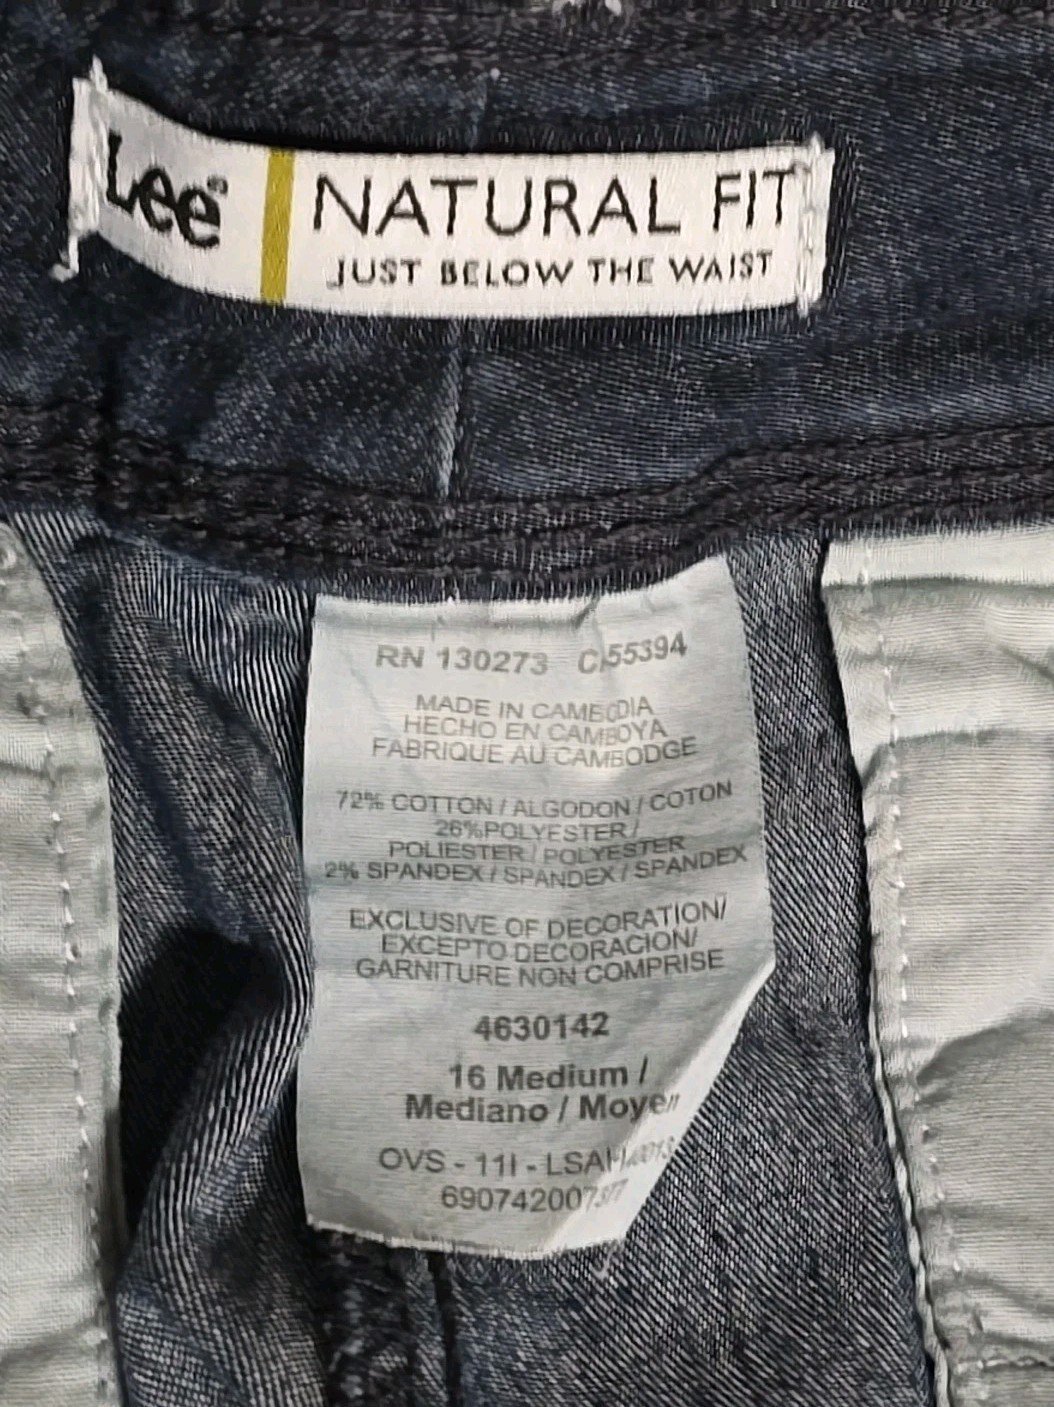 Lee® NATURAL FIT
JUST BELOW THE WAIST
RN 130273 CA55394
MADE IN CAMBODIA
HECHO EN CAMBOYA
FABRIQUE AU CAMBODGE
72% COTTON / ALGODON / COTON
26%POLYESTER /
POLIESTER / POLYESTER
2% SPANDEX / SPANDEX / SPANDEX
EXCLUSIVE OF DECORATION/
EXCEPTO DECORACION/
GARNITURE NON COMPRISE
4630142
16 Medium /
Mediano / Moyen
OVS - 11I -